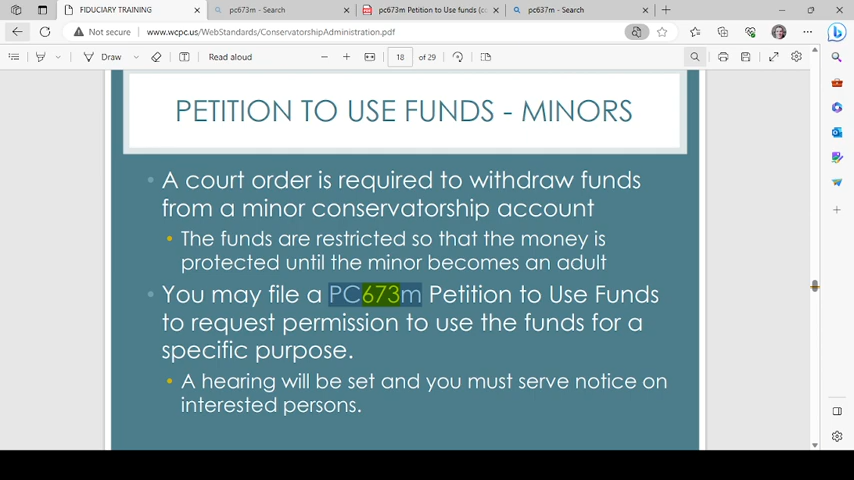 FIDUCIARY TRAINING
pc673m - Search
pc673m Petition to Use funds (c
pc637m - Search
Not secure
www.wcpc.us/WebStandards/ConservatorshipAdministration.pdf
Draw
Read aloud
18
of 29
PETITION TO USE FUNDS - MINORS
• A court order is required to withdraw funds
from a minor conservatorship account
• The funds are restricted so that the money is
protected until the minor becomes an adult
• You may file a PC673m Petition to Use Funds
to request permission to use the funds for a
specific purpose.
• A hearing will be set and you must serve notice on
interested persons.